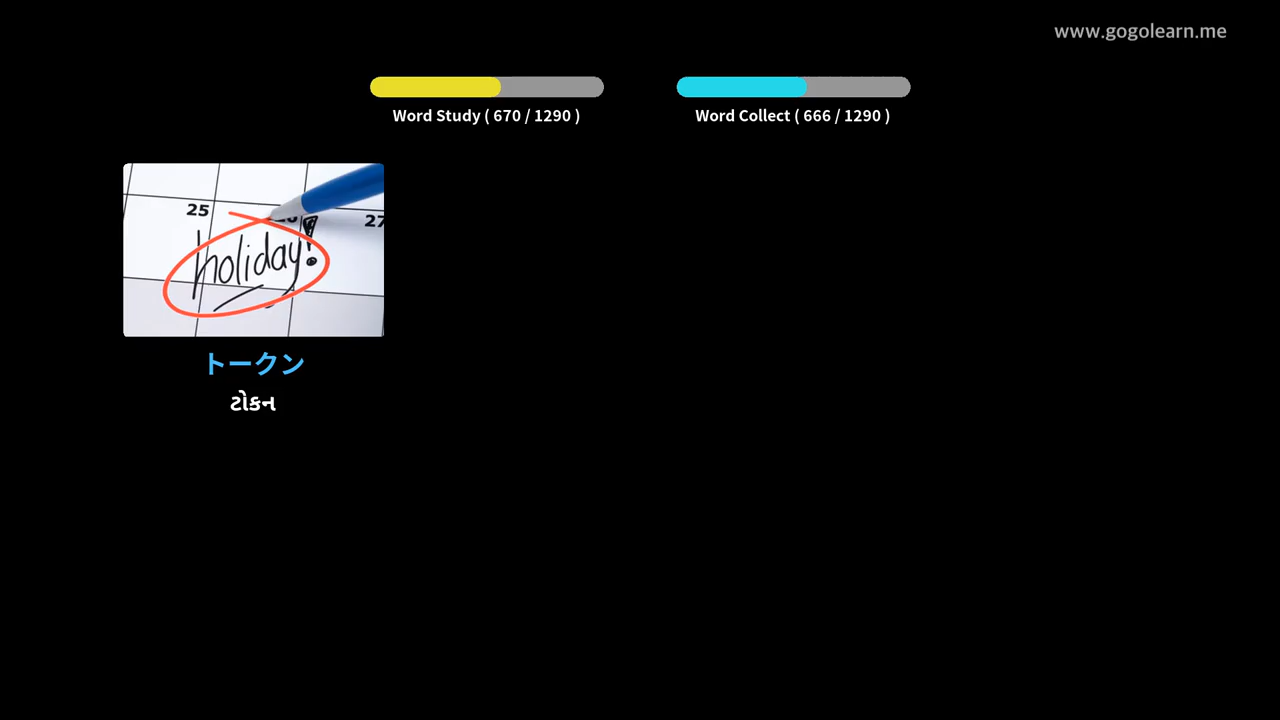 www.gogolearn.me
Word Study ( 670 / 1290 )
Word Collect ( 666 / 1290 )
25
27
holiday!
トークン
ટોકન